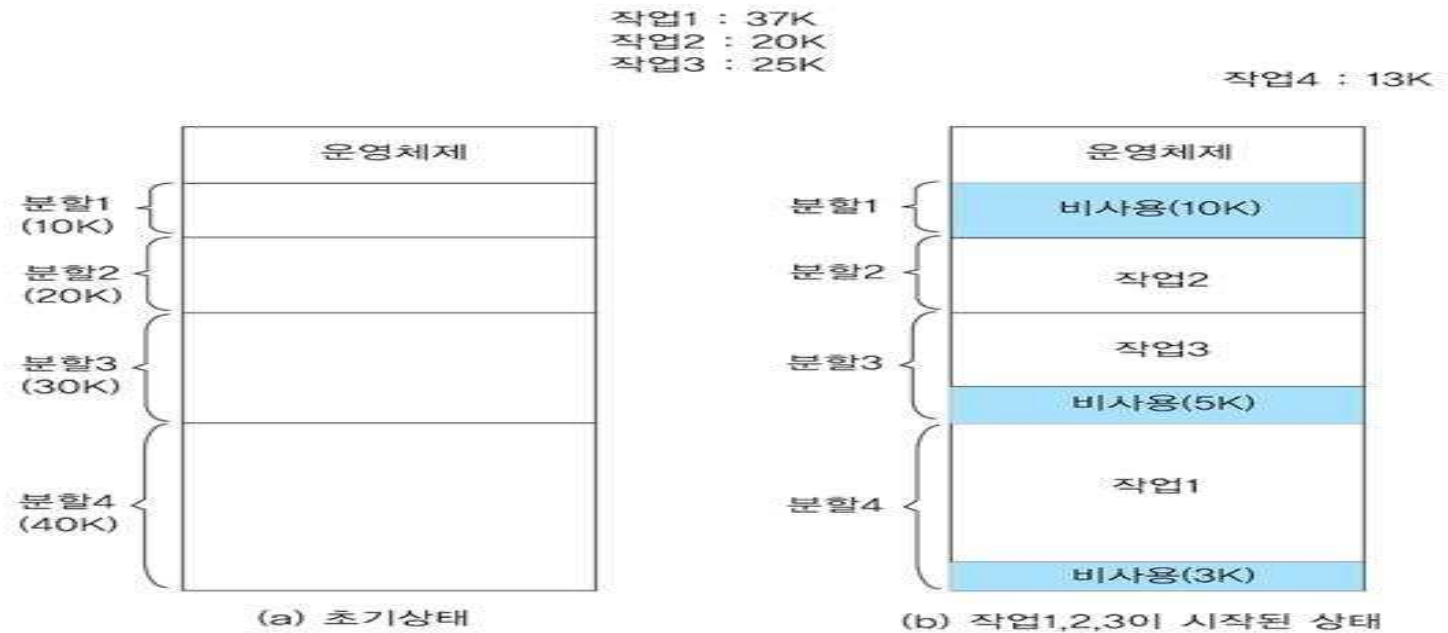 작업1 : 37K
작업2 : 20K
작업3 : 25K
작업4 : 13K
운영체제
분할1
(10K)
분할2
(20K)
분할3
(30K)
분할4
(40K)
(a) 초기상태
운영체제
분할1
비사용(10K)
분할2
작업2
분할3
작업3
비사용(5K)
분할4
작업1
비사용(3K)
(b) 작업1,2,3이 시작된 상태